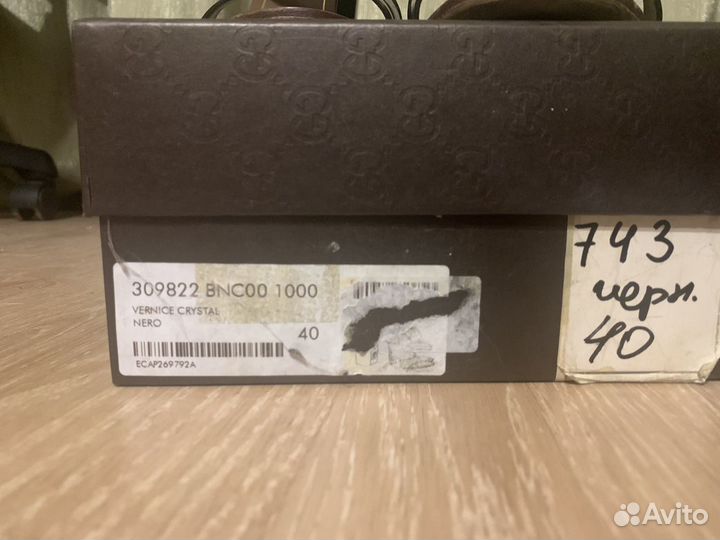 309822 BNC00 1000
VERNICE CRYSTAL
NERO
40
ECAP269792A
743
черн.
40
Avito